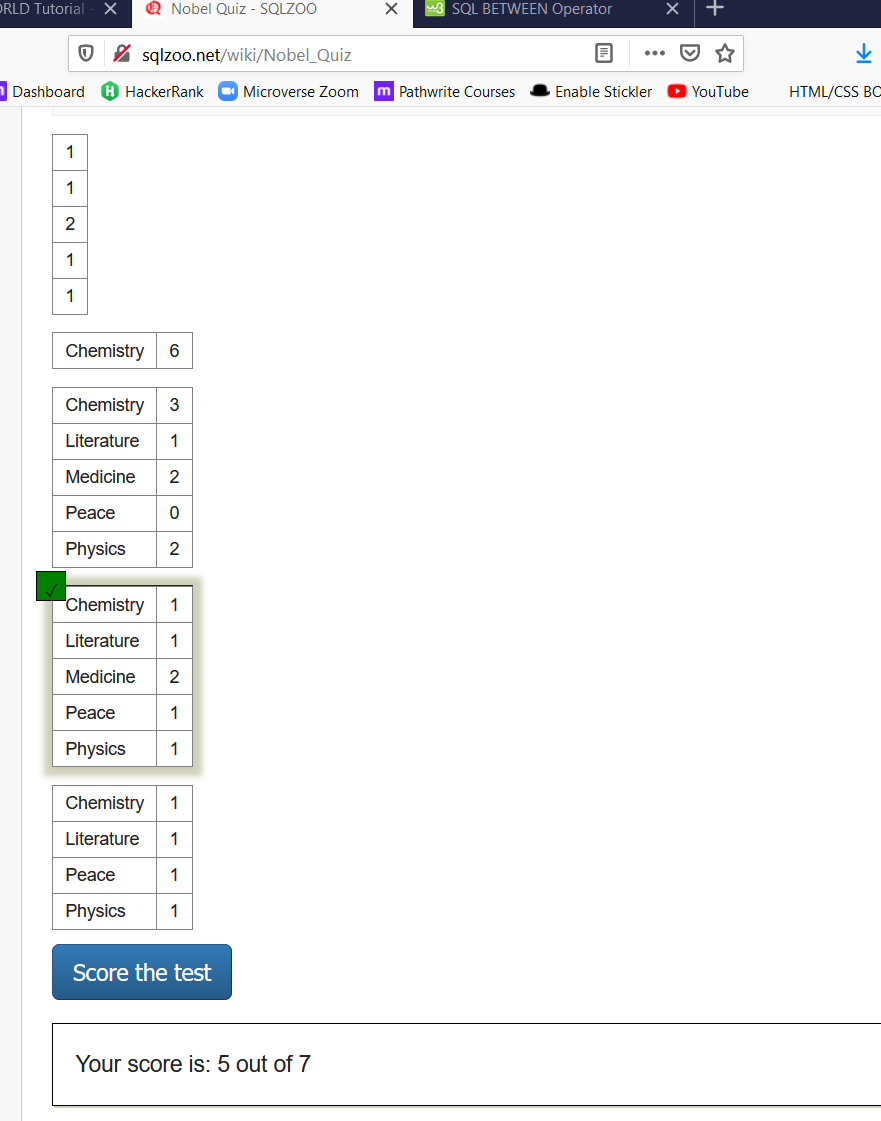 ORLD Tutorial - Nobel Quiz - SQLZOO SQL BETWEEN Operator
sqlzoo.net/wiki/Nobel_Quiz
Dashboard HackerRank Microverse Zoom Pathwrite Courses Enable Stickler YouTube HTML/CSS BO
1
1
2
1
1
Chemistry 6
Chemistry 3
Literature 1
Medicine 2
Peace 0
Physics 2
Chemistry 1
Literature 1
Medicine 2
Peace 1
Physics 1
Chemistry 1
Literature 1
Peace 1
Physics 1
Score the test
Your score is: 5 out of 7